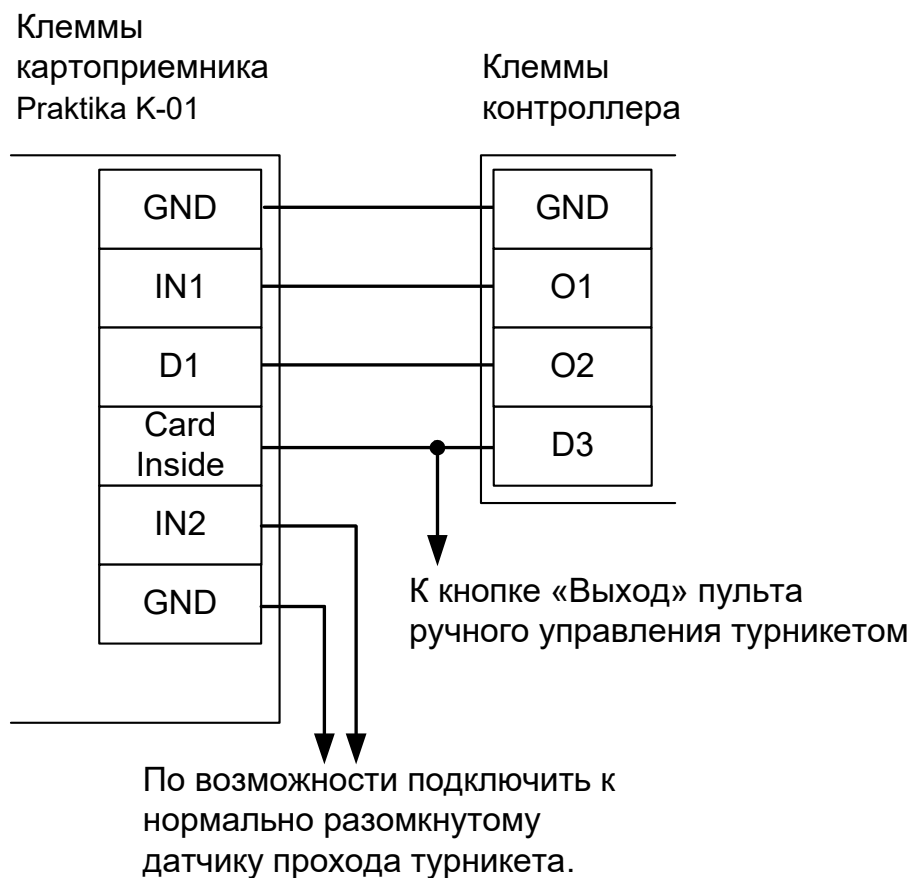 Клеммы
картоприемника
Praktika K-01
Клеммы
контроллера
GND
IN1
D1
Card
Inside
IN2
GND
GND
O1
O2
D3
К кнопке «Выход» пульта
ручного управления турникетом
По возможности подключить к
нормально разомкнутому
датчику прохода турникета.